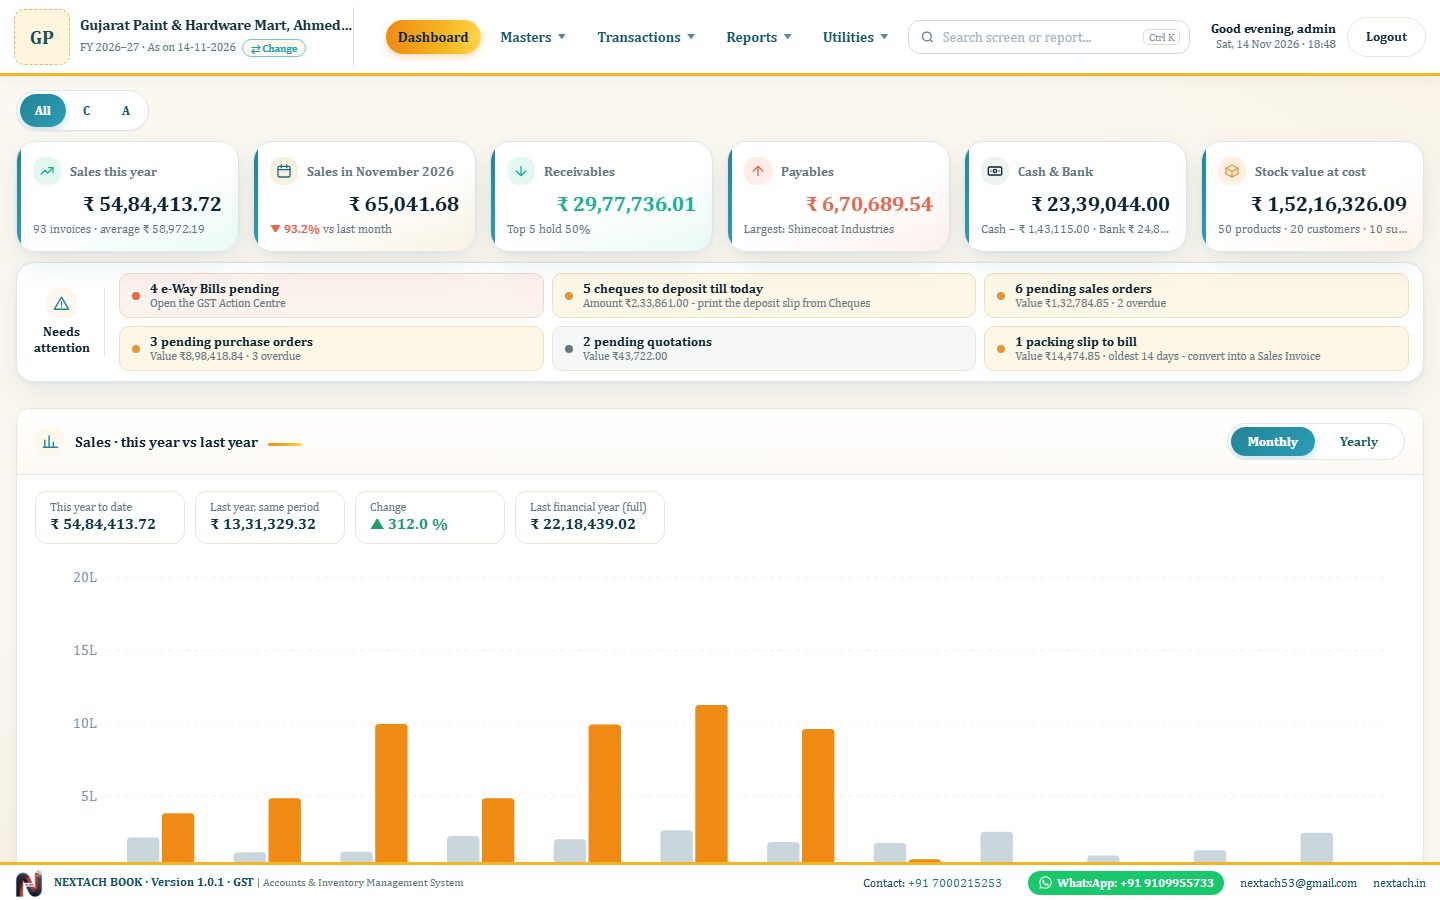 GP
Gujarat Paint & Hardware Mart, Ahmed...
FY 2026–27 · As on 14-11-2026
⇄ Change
Dashboard
Masters
Transactions
Reports
Utilities
Search screen or report...
Ctrl K
Good evening, admin
Sat, 14 Nov 2026 · 18:48
Logout
All
C
A
Sales this year
₹ 54,84,413.72
93 invoices · average ₹ 58,972.19
Sales in November 2026
₹ 65,041.68
▼ 93.2% vs last month
Receivables
₹ 29,77,736.01
Top 5 hold 50%
Payables
₹ 6,70,689.54
Largest: Shinecoat Industries
Cash & Bank
₹ 23,39,044.00
Cash − ₹ 1,43,115.00 · Bank ₹ 24,8...
Stock value at cost
₹ 1,52,16,326.09
50 products · 20 customers · 10 su...
Needs
attention
4 e-Way Bills pending
Open the GST Action Centre
5 cheques to deposit till today
Amount ₹2,33,861.00 - print the deposit slip from Cheques
6 pending sales orders
Value ₹1,32,784.85 · 2 overdue
3 pending purchase orders
Value ₹8,98,418.84 · 3 overdue
2 pending quotations
Value ₹43,722.00
1 packing slip to bill
Value ₹14,474.85 · oldest 14 days - convert into a Sales Invoice
Sales · this year vs last year
Monthly
Yearly
This year to date
₹ 54,84,413.72
Last year, same period
₹ 13,31,329.32
Change
▲ 312.0 %
Last financial year (full)
₹ 22,18,439.02
20L
15L
10L
5L
NEXTACH BOOK · Version 1.0.1 · GST | Accounts & Inventory Management System
Contact: +91 7000215253
WhatsApp: +91 9109955733
nextach53@gmail.com
nextach.in